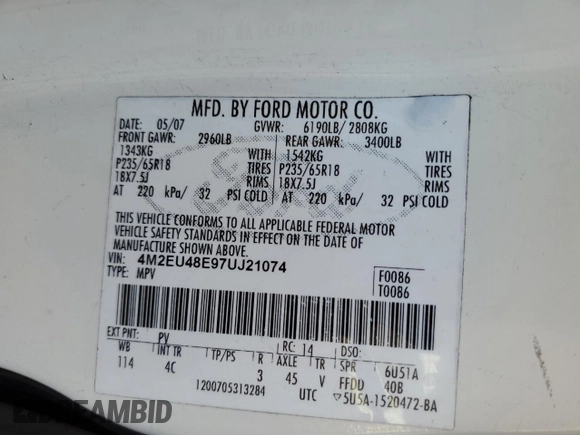 MFD. BY FORD MOTOR CO.
DATE: 05/07 GVWR: 6190LB/ 2808KG
FRONT GAWR: 2960LB REAR GAWR: 3400LB
1343KG WITH 1542KG WITH
P235/65R18 TIRES P235/65R18 TIRES
18X7.5J RIMS 18X7.5J RIMS
AT 220 kPa/ 32 PSI COLD AT 220 kPa/ 32 PSI COLD
THIS VEHICLE CONFORMS TO ALL APPLICABLE FEDERAL MOTOR
VEHICLE SAFETY STANDARDS IN EFFECT ON THE DATE OF
MANUFACTURE SHOWN ABOVE.
VIN: 4M2EU48E97UJ21074 F0086
TYPE: MPV T0086
EXT PNT: PV RC: 14 DSO:
WB INT TR TP/PS R AXLE TR SPR 6U51A
114 4C 3 45 V FFDD 40B
1200705313284 UTC ▽5U5A-1520472-BA
STREAMBID